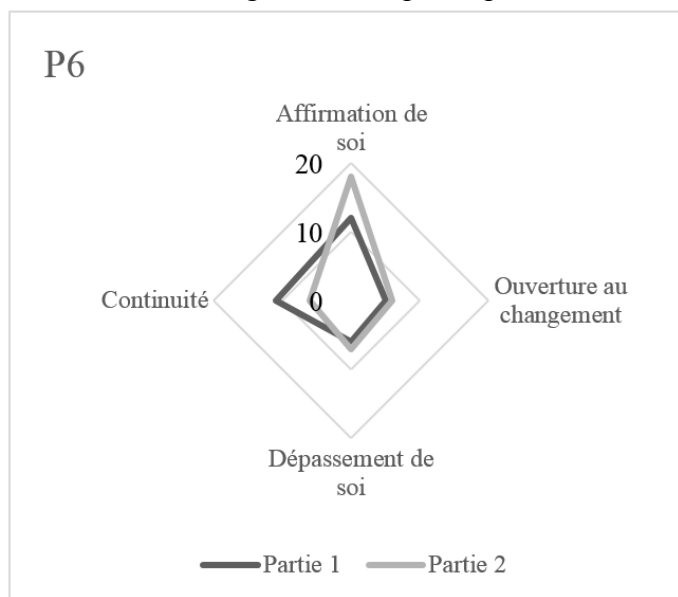 P6
Affirmation de
soi
20
10
0
Continuité
Ouverture au
changement
Dépassement de
soi
Partie 1
Partie 2